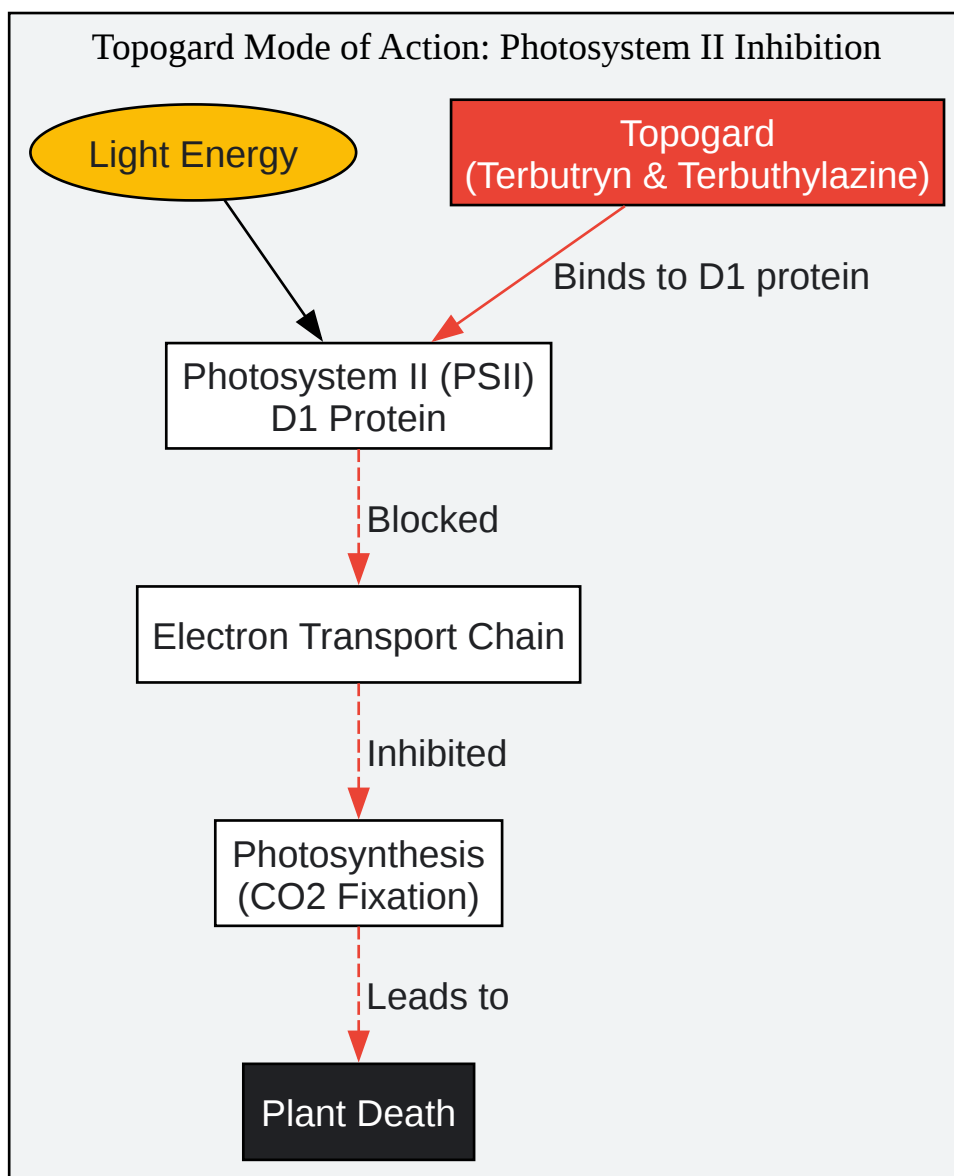 Topogard Mode of Action: Photosystem II Inhibition
Light Energy
Topogard
(Terbutryn & Terbuthylazine)
Binds to D1 protein
Photosystem II (PSII)
D1 Protein
Blocked
Electron Transport Chain
Inhibited
Photosynthesis
(CO2 Fixation)
Leads to
Plant Death